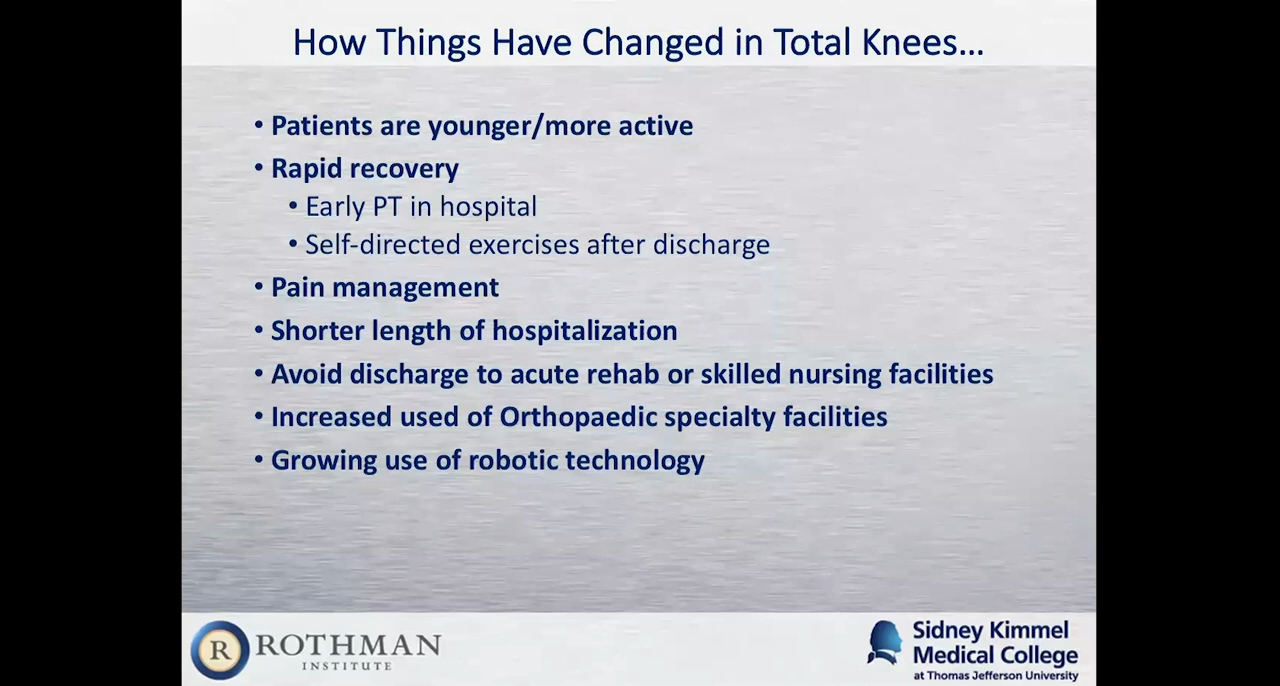 How Things Have Changed in Total Knees...
• Patients are younger/more active
• Rapid recovery
• Early PT in hospital
• Self-directed exercises after discharge
• Pain management
• Shorter length of hospitalization
• Avoid discharge to acute rehab or skilled nursing facilities
• Increased used of Orthopaedic specialty facilities
• Growing use of robotic technology
R ROTHMAN
INSTITUTE
Sidney Kimmel
Medical College
at Thomas Jefferson University